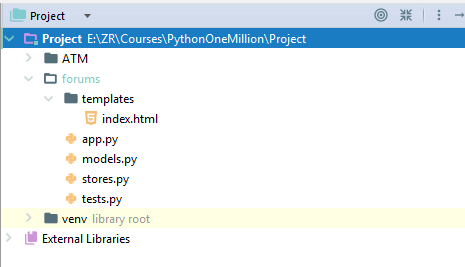 Project
Project E:\ZR\Courses\PythonOneMillion\Project
ATM
forums
templates
index.html
app.py
models.py
stores.py
tests.py
venv library root
External Libraries